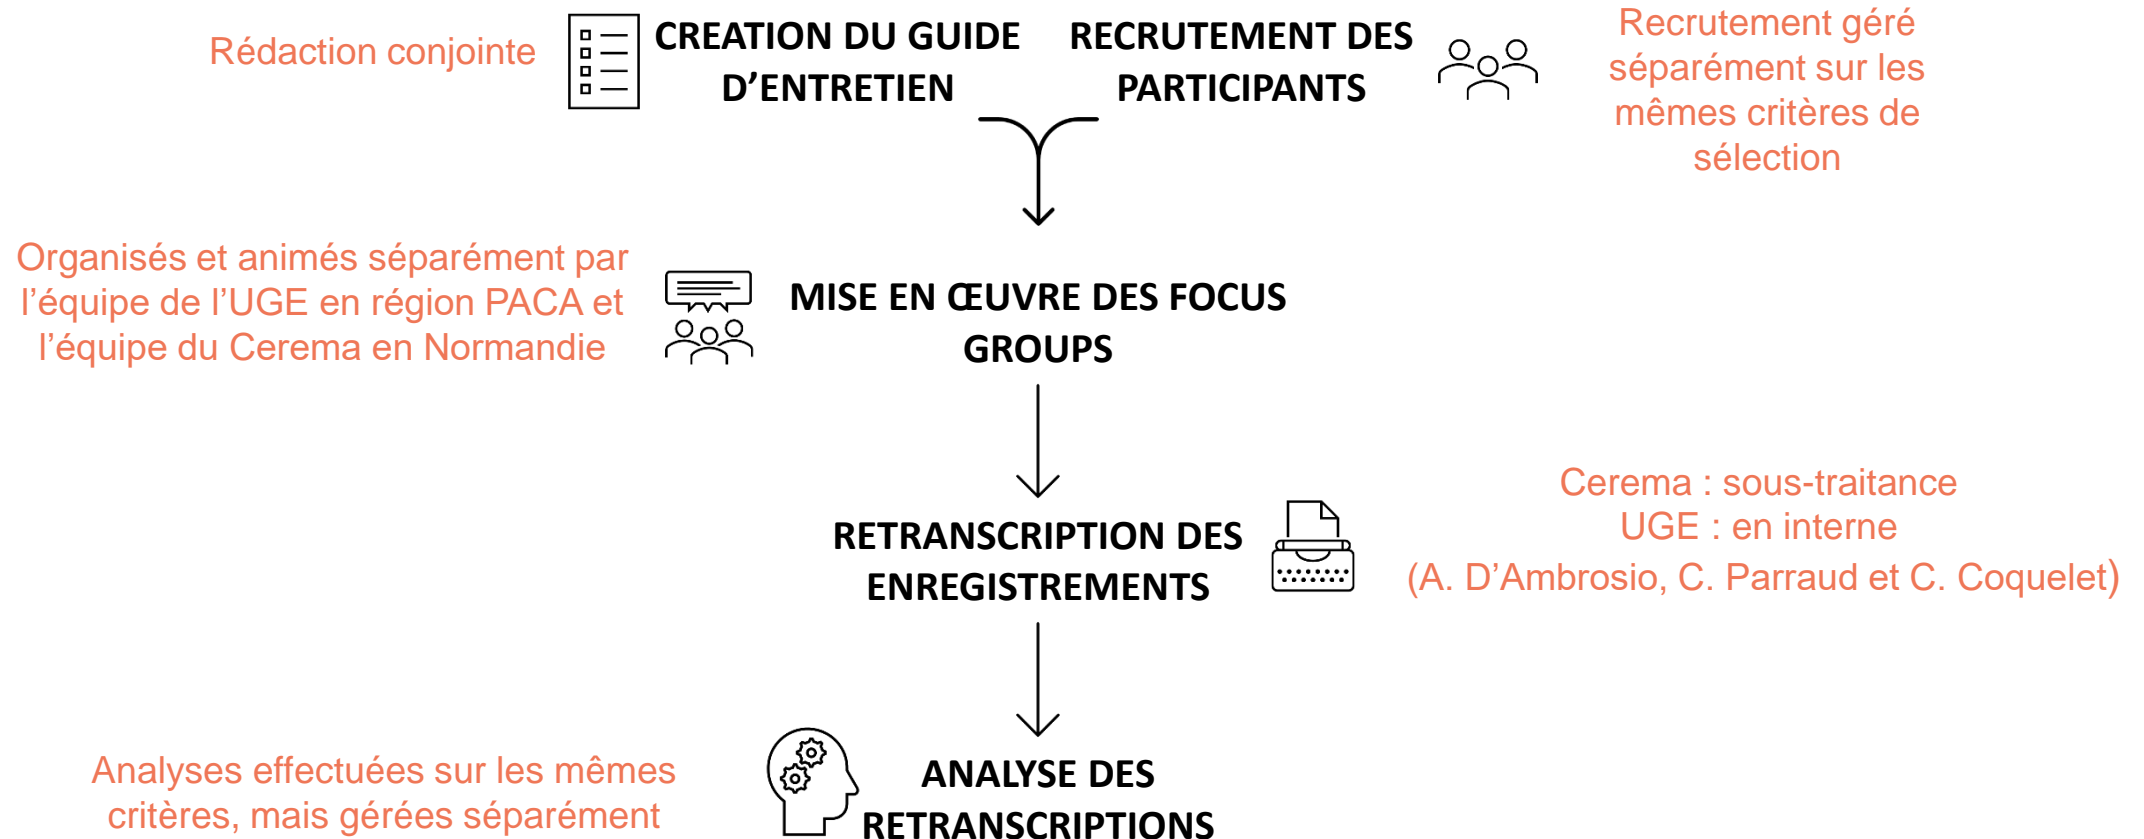 Rédaction conjointe
CREATION DU GUIDE
D’ENTRETIEN
RECRUTEMENT DES
PARTICIPANTS
Recrutement géré
séparément sur les
mêmes critères de
sélection
Organisés et animés séparément par
l’équipe de l’UGE en région PACA et
l’équipe du Cerema en Normandie
MISE EN ŒUVRE DES FOCUS
GROUPS
RETRANSCRIPTION DES
ENREGISTREMENTS
Cerema : sous-traitance
UGE : en interne
(A. D’Ambrosio, C. Parraud et C. Coquelet)
Analyses effectuées sur les mêmes
critères, mais gérées séparément
ANALYSE DES
RETRANSCRIPTIONS